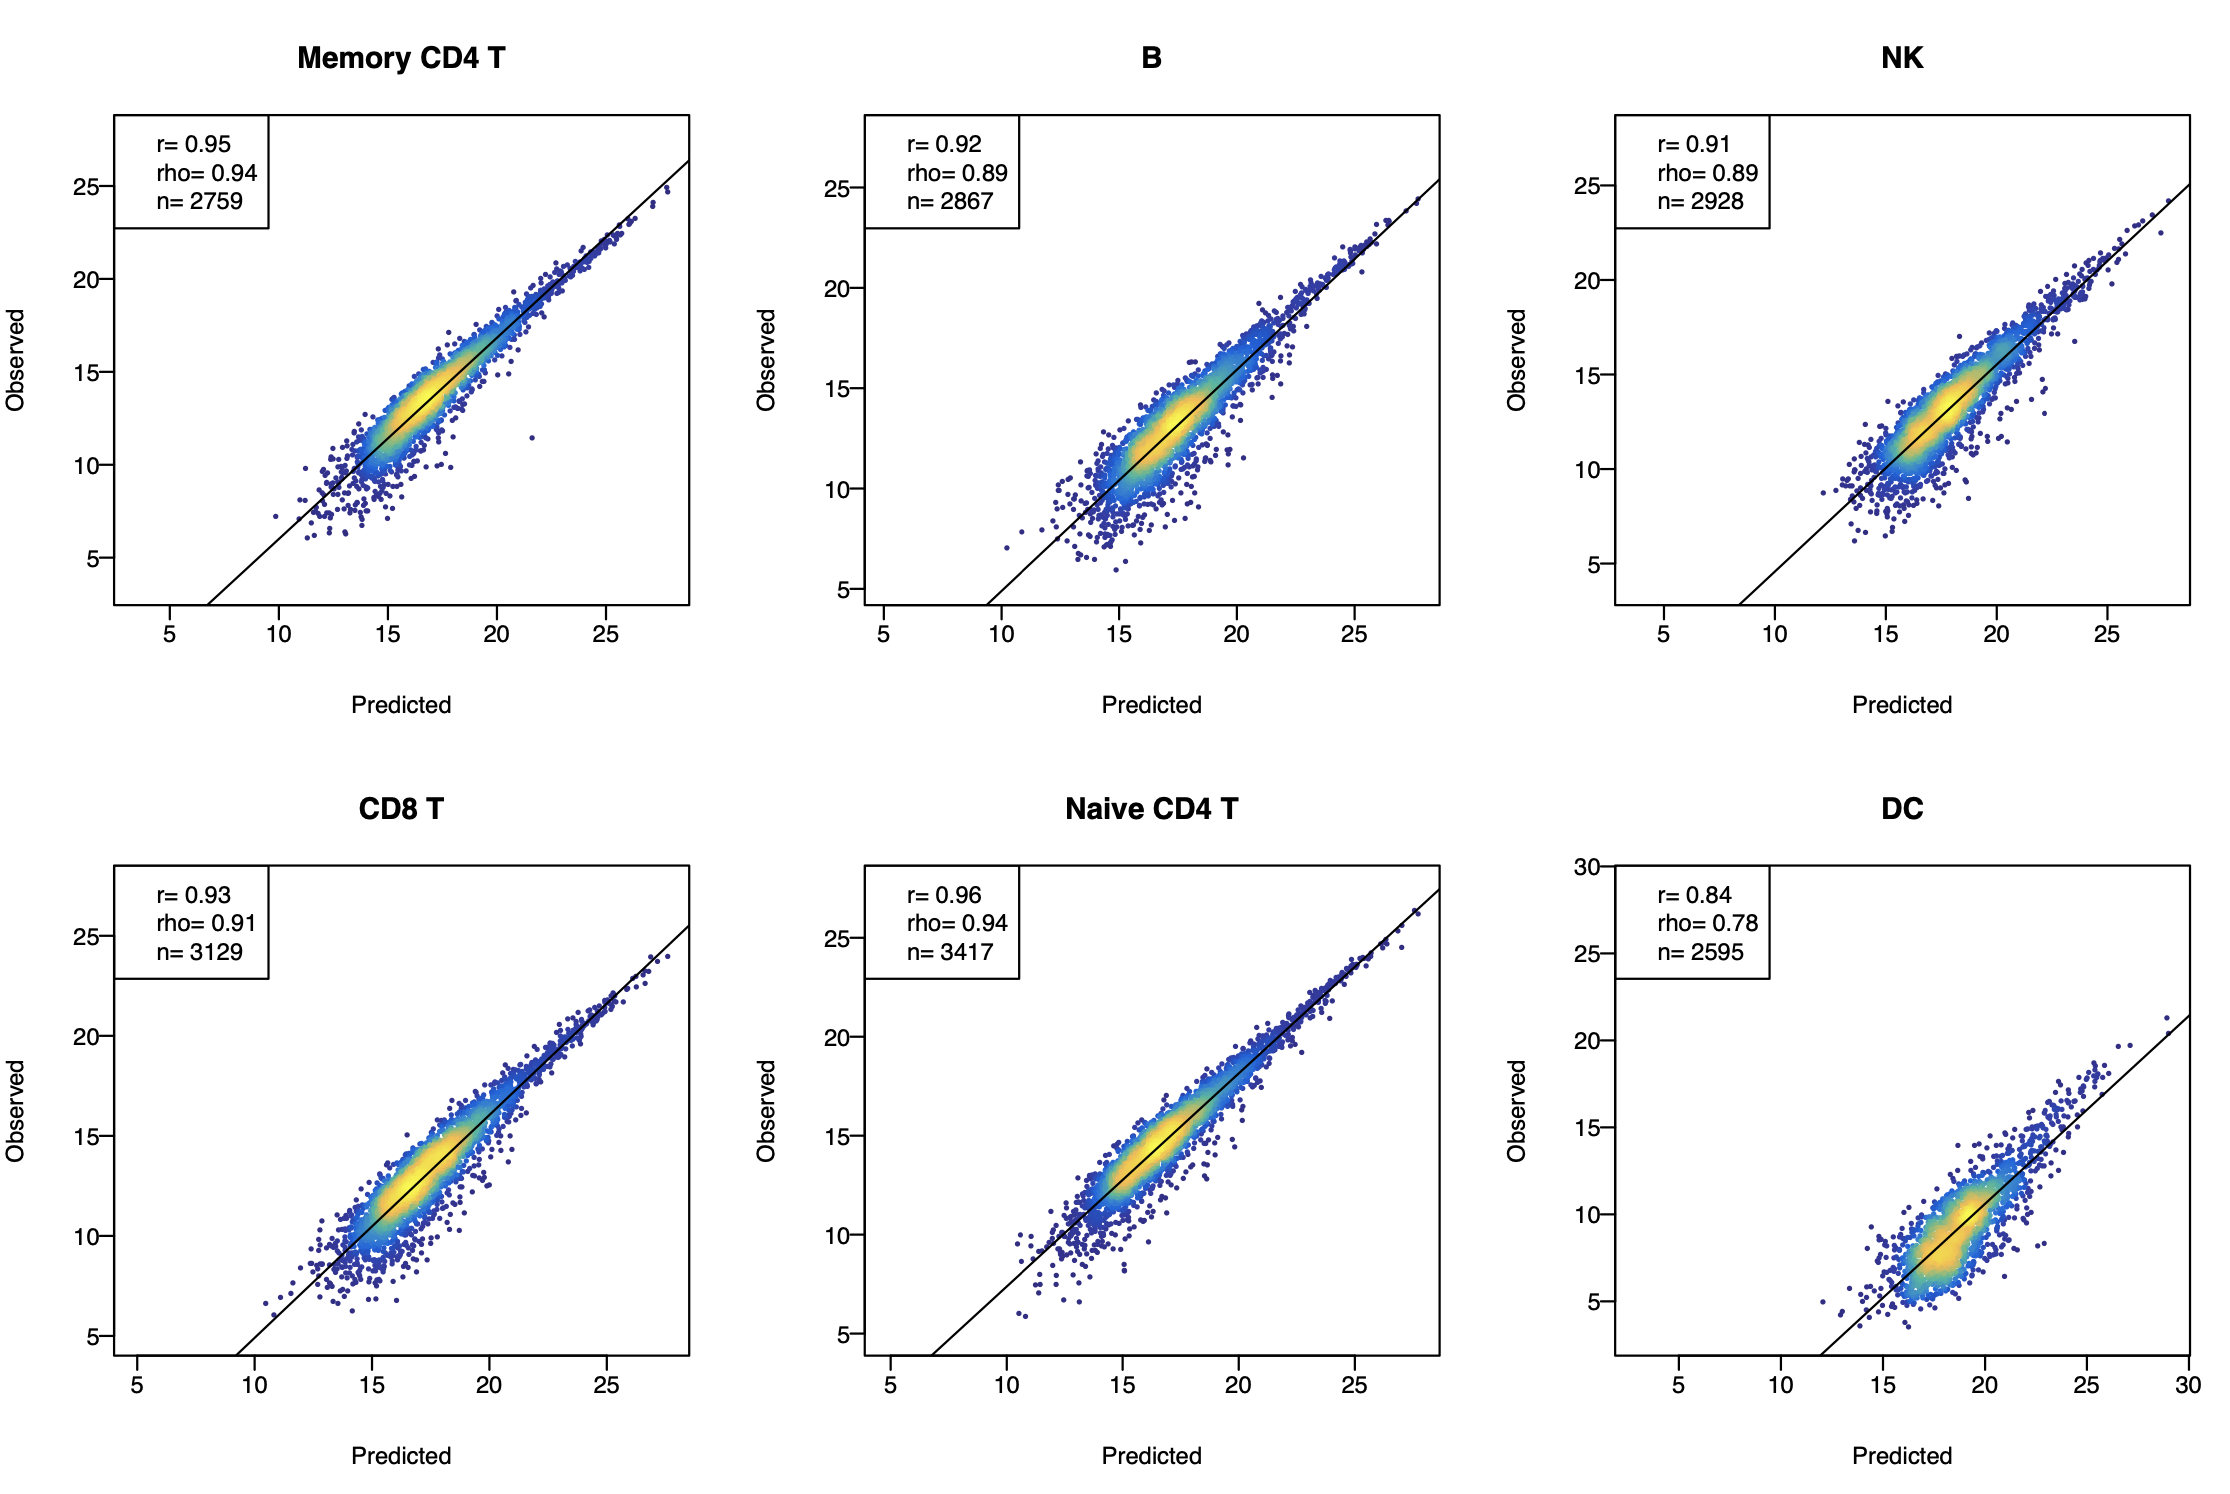 Memory CD4 T
r= 0.95
rho= 0.94
n= 2759
25
20
15
10
5
Observed
5 10 15 20 25
Predicted
B
r= 0.92
rho= 0.89
n= 2867
25
20
15
10
5
Observed
5 10 15 20 25
Predicted
NK
r= 0.91
rho= 0.89
n= 2928
25
20
15
10
5
Observed
5 10 15 20 25
Predicted
CD8 T
r= 0.93
rho= 0.91
n= 3129
25
20
15
10
5
Observed
5 10 15 20 25
Predicted
Naive CD4 T
r= 0.96
rho= 0.94
n= 3417
25
20
15
10
5
Observed
5 10 15 20 25
Predicted
DC
r= 0.84
rho= 0.78
n= 2595
30
25
20
15
10
5
Observed
5 10 15 20 25 30
Predicted